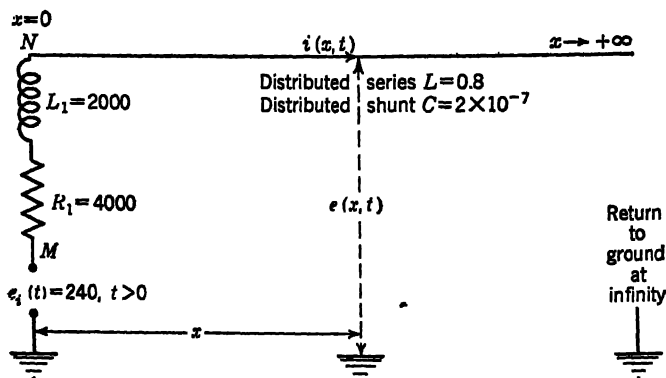 x=0
N
i(x,t)
x→ +∞
L₁=2000
Distributed series L=0.8
Distributed shunt C=2×10⁻⁷
R₁=4000
e(x,t)
M
Return
to
ground
at
infinity
eᵢ(t)=240, t>0
x